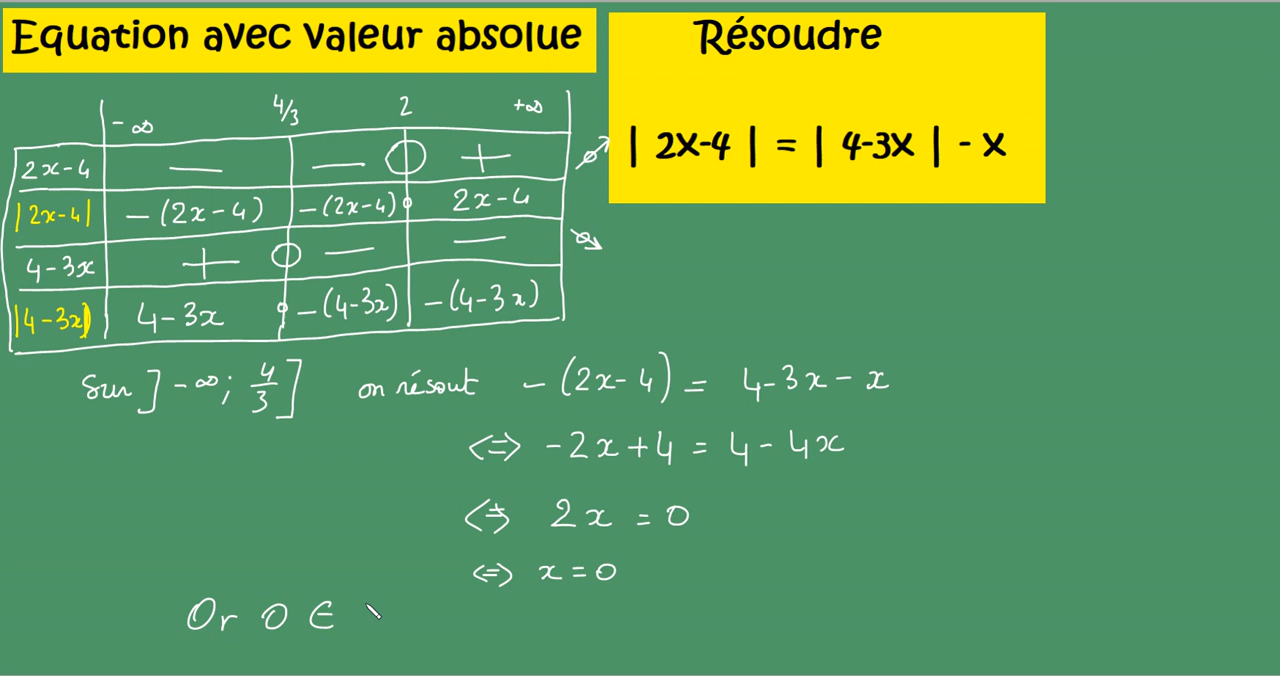 Equation avec valeur absolue
Résoudre
| 2X-4 | = | 4-3X | - X
-∞ 4/3 2 +∞
2x-4 — — O +
|2x-4| -(2x-4) -(2x-4) 2x-4
4-3x + O — —
|4-3x| 4-3x -(4-3x) -(4-3x)
Sur ]-∞; 4/3] on résout -(2x-4) = 4-3x-x
<=> -2x+4 = 4-4x
<=> 2x = 0
<=> x=0
Or 0 ∈